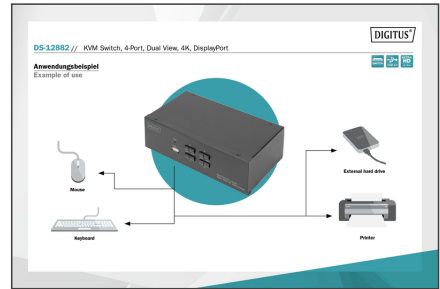 DIGITUS®
DS-12882 // KVM Switch, 4-Port, Dual View, 4K, DisplayPort
Anwendungsbeispiel
Example of use
Mouse
External hard drive
Keyboard
Printer